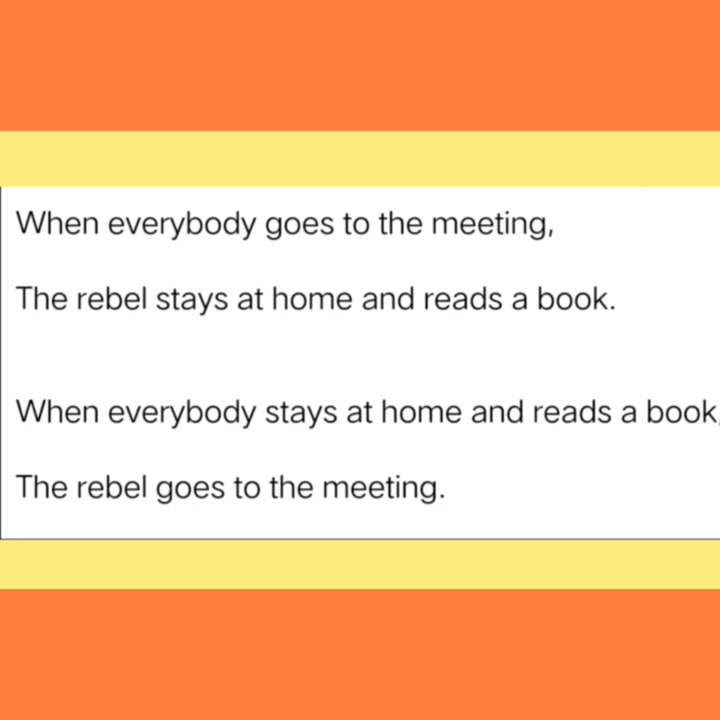 When everybody goes to the meeting,
The rebel stays at home and reads a book.
When everybody stays at home and reads a book,
The rebel goes to the meeting.